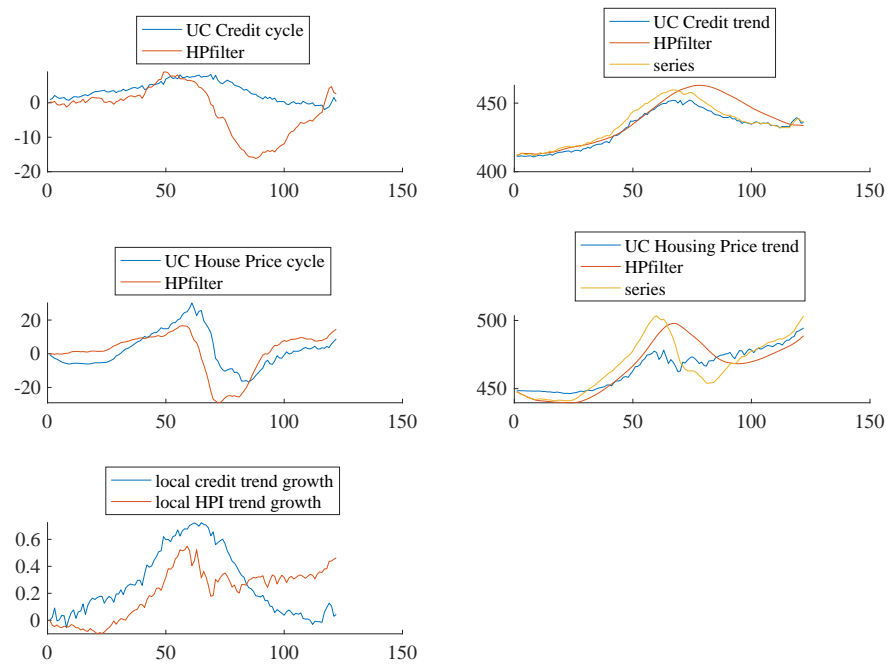 UC Credit cycle
HPfilter
0
-10
-20
0
50
100
150
UC Credit trend
HPfilter
series
450
400
0
50
100
150
UC House Price cycle
HPfilter
20
0
-20
0
50
100
150
UC Housing Price trend
HPfilter
series
500
450
0
50
100
150
local credit trend growth
local HPI trend growth
0.6
0.4
0.2
0
0
50
100
150